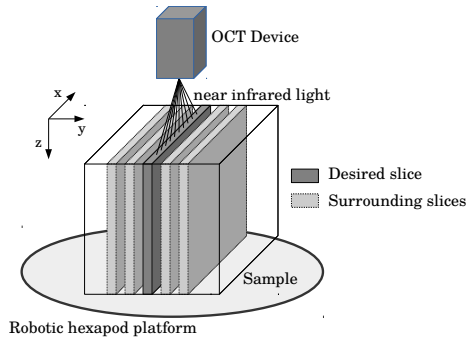 OCT Device
near infrared light
x
y
z
Desired slice
Surrounding slices
Sample
Robotic hexapod platform